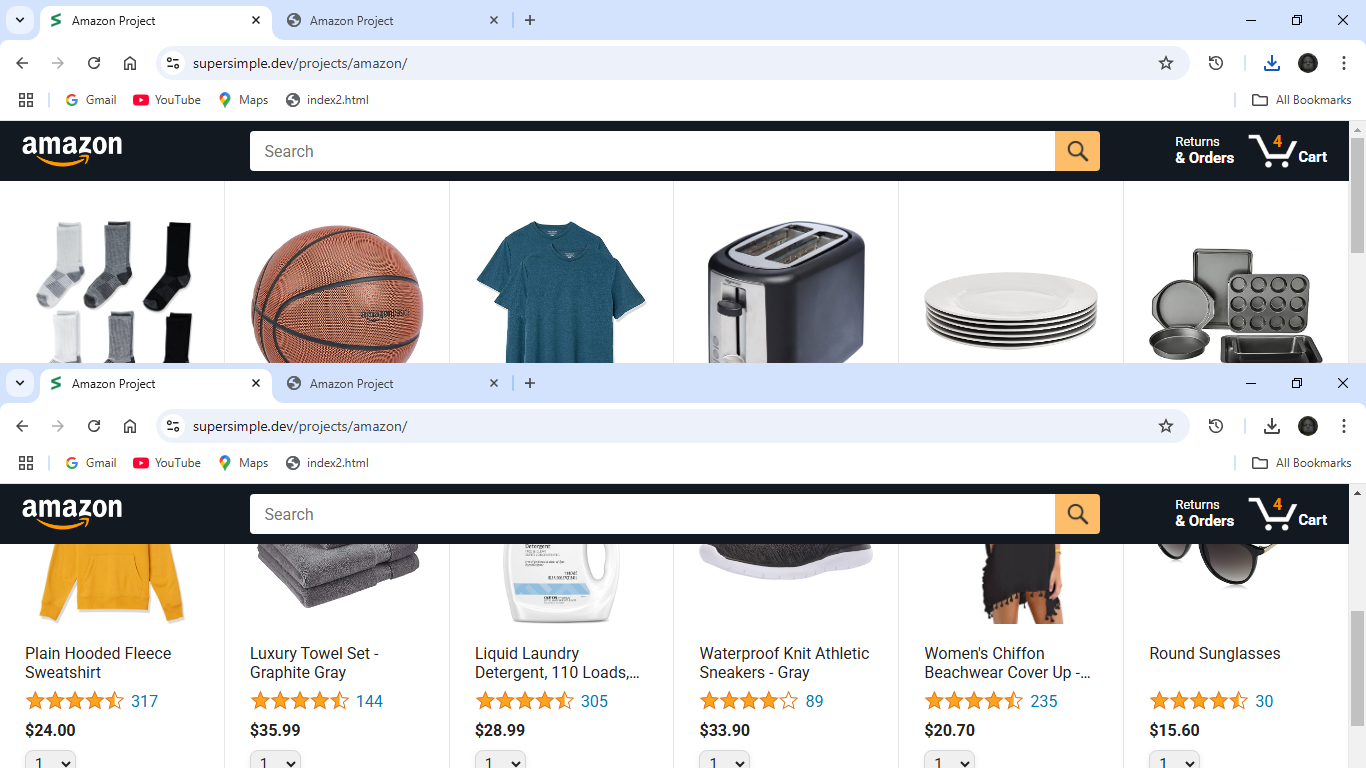 Amazon Project
Amazon Project
supersimple.dev/projects/amazon/
Gmail
YouTube
Maps
index2.html
All Bookmarks
amazon
Search
Returns
& Orders
4
Cart
Amazon Project
Amazon Project
supersimple.dev/projects/amazon/
Gmail
YouTube
Maps
index2.html
All Bookmarks
amazon
Search
Returns
& Orders
4
Cart
Detergent
Plain Hooded Fleece
Sweatshirt
317
$24.00
1
Luxury Towel Set -
Graphite Gray
144
$35.99
1
Liquid Laundry
Detergent, 110 Loads,...
305
$28.99
1
Waterproof Knit Athletic
Sneakers - Gray
89
$33.90
1
Women's Chiffon
Beachwear Cover Up -...
235
$20.70
1
Round Sunglasses
30
$15.60
1